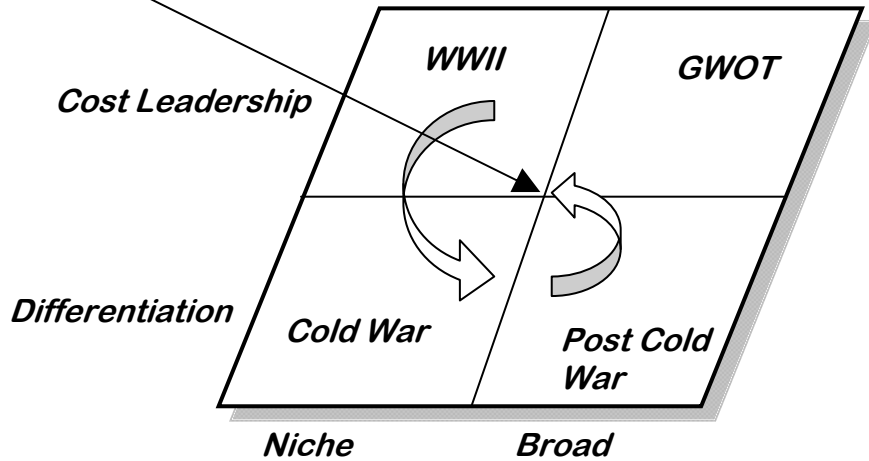 WWII
GWOT
Cost Leadership
Differentiation
Cold War
Post Cold
War
Niche
Broad